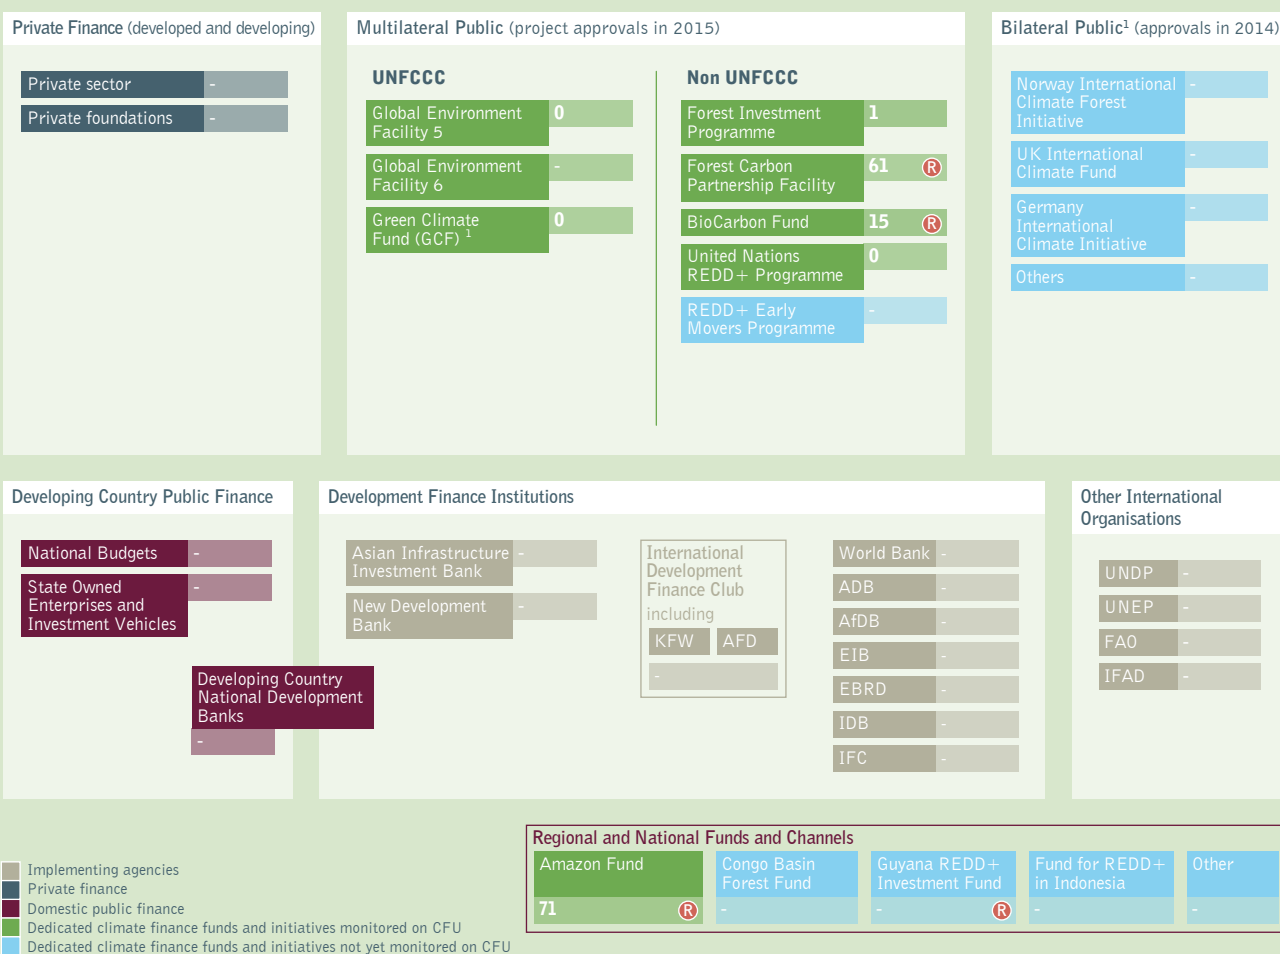 Private Finance (developed and developing)
Private sector -
Private foundations -
Multilateral Public (project approvals in 2015)
UNFCCC
Global Environment
Facility 5
0
Global Environment
Facility 6
-
Green Climate
Fund (GCF) 1
0
Non UNFCCC
Forest Investment
Programme
1
Forest Carbon
Partnership Facility
61 R
BioCarbon Fund 15 R
United Nations
REDD+ Programme
0
REDD+ Early
Movers Programme
-
Bilateral Public1 (approvals in 2014)
Norway International
Climate Forest
Initiative
-
UK International
Climate Fund
-
Germany
International
Climate Initiative
-
Others -
Developing Country Public Finance
National Budgets -
State Owned
Enterprises and
Investment Vehicles
-
Developing Country
National Development
Banks
-
Development Finance Institutions
Asian Infrastructure
Investment Bank
-
New Development
Bank
-
International
Development
Finance Club
including
KFW AFD
-
World Bank -
ADB -
AfDB -
EIB -
EBRD -
IDB -
IFC -
Other International
Organisations
UNDP -
UNEP -
FAO -
IFAD -
Regional and National Funds and Channels
Amazon Fund
71 R
Congo Basin
Forest Fund
-
Guyana REDD+
Investment Fund
- R
Fund for REDD+
in Indonesia
-
Other
-
Implementing agencies
Private finance
Domestic public finance
Dedicated climate finance funds and initiatives monitored on CFU
Dedicated climate finance funds and initiatives not yet monitored on CFU